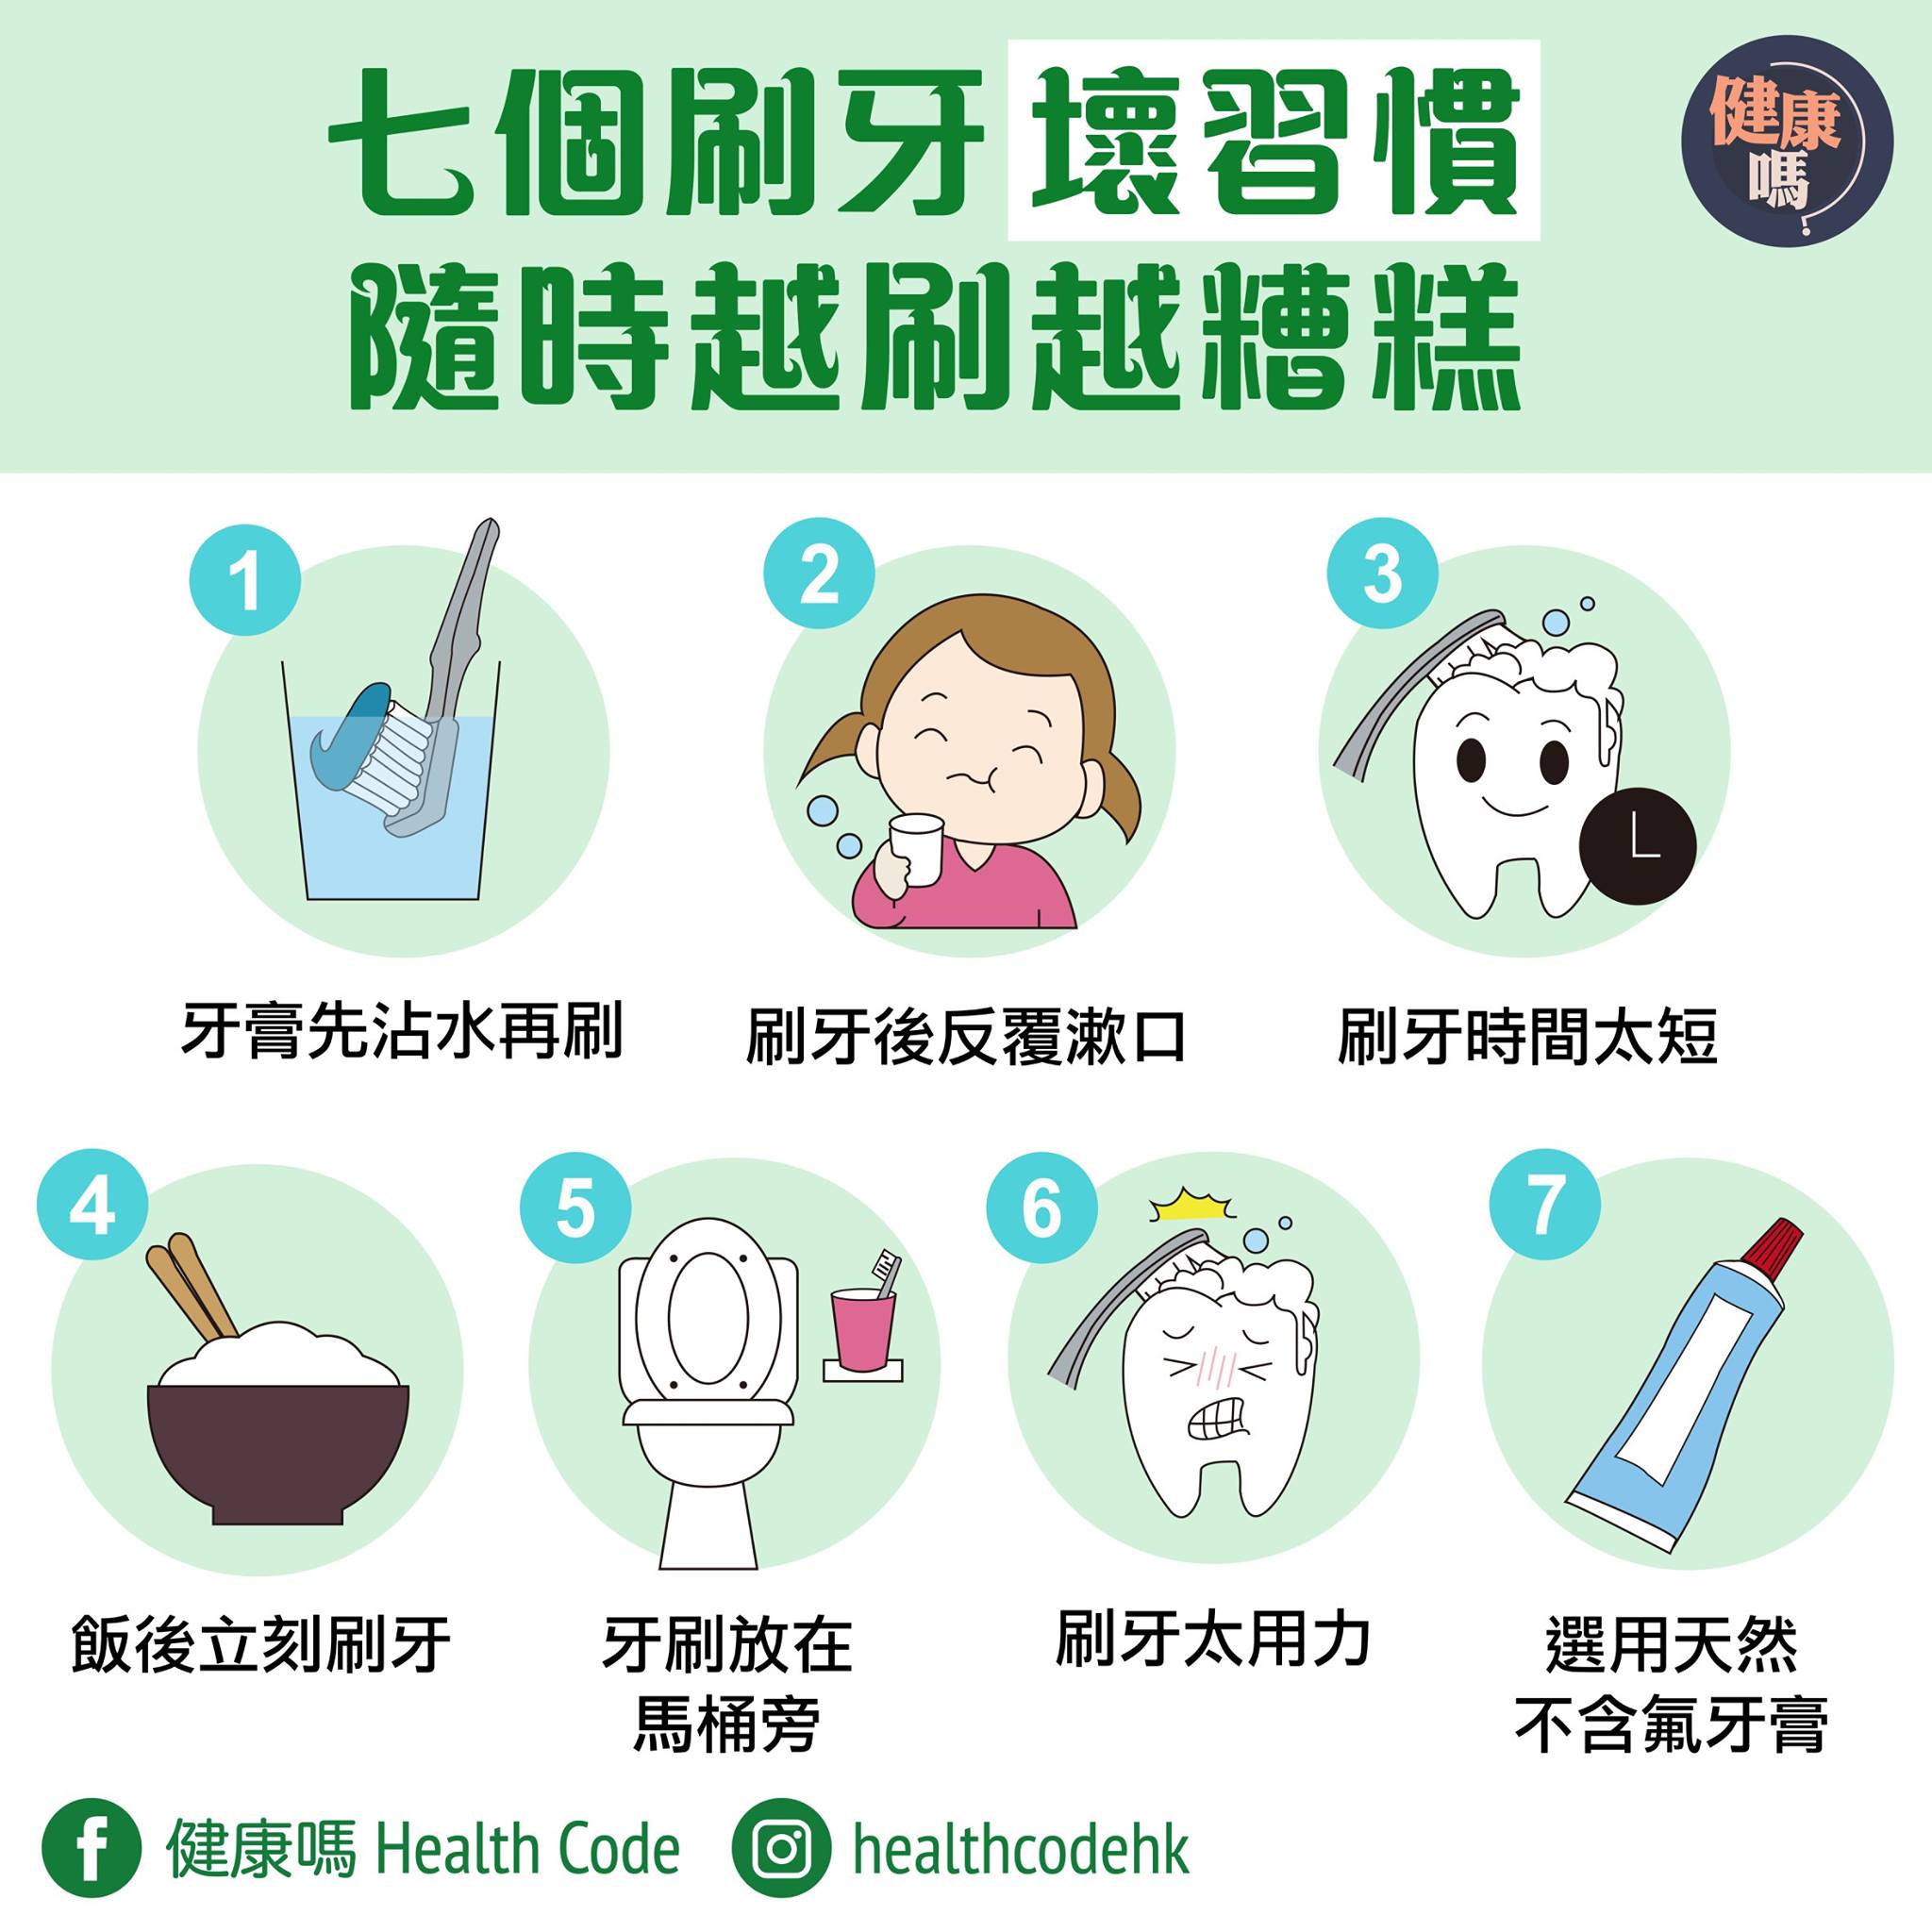 七個刷牙壞習慣
隨時越刷越糟糕
健康
嗎?
1
2
3
牙膏先沾水再刷
刷牙後反覆漱口
刷牙時間太短
4
5
6
7
飯後立刻刷牙
牙刷放在
馬桶旁
刷牙太用力
選用天然
不含氟牙膏
健康嗎 Health Code
healthcodehk